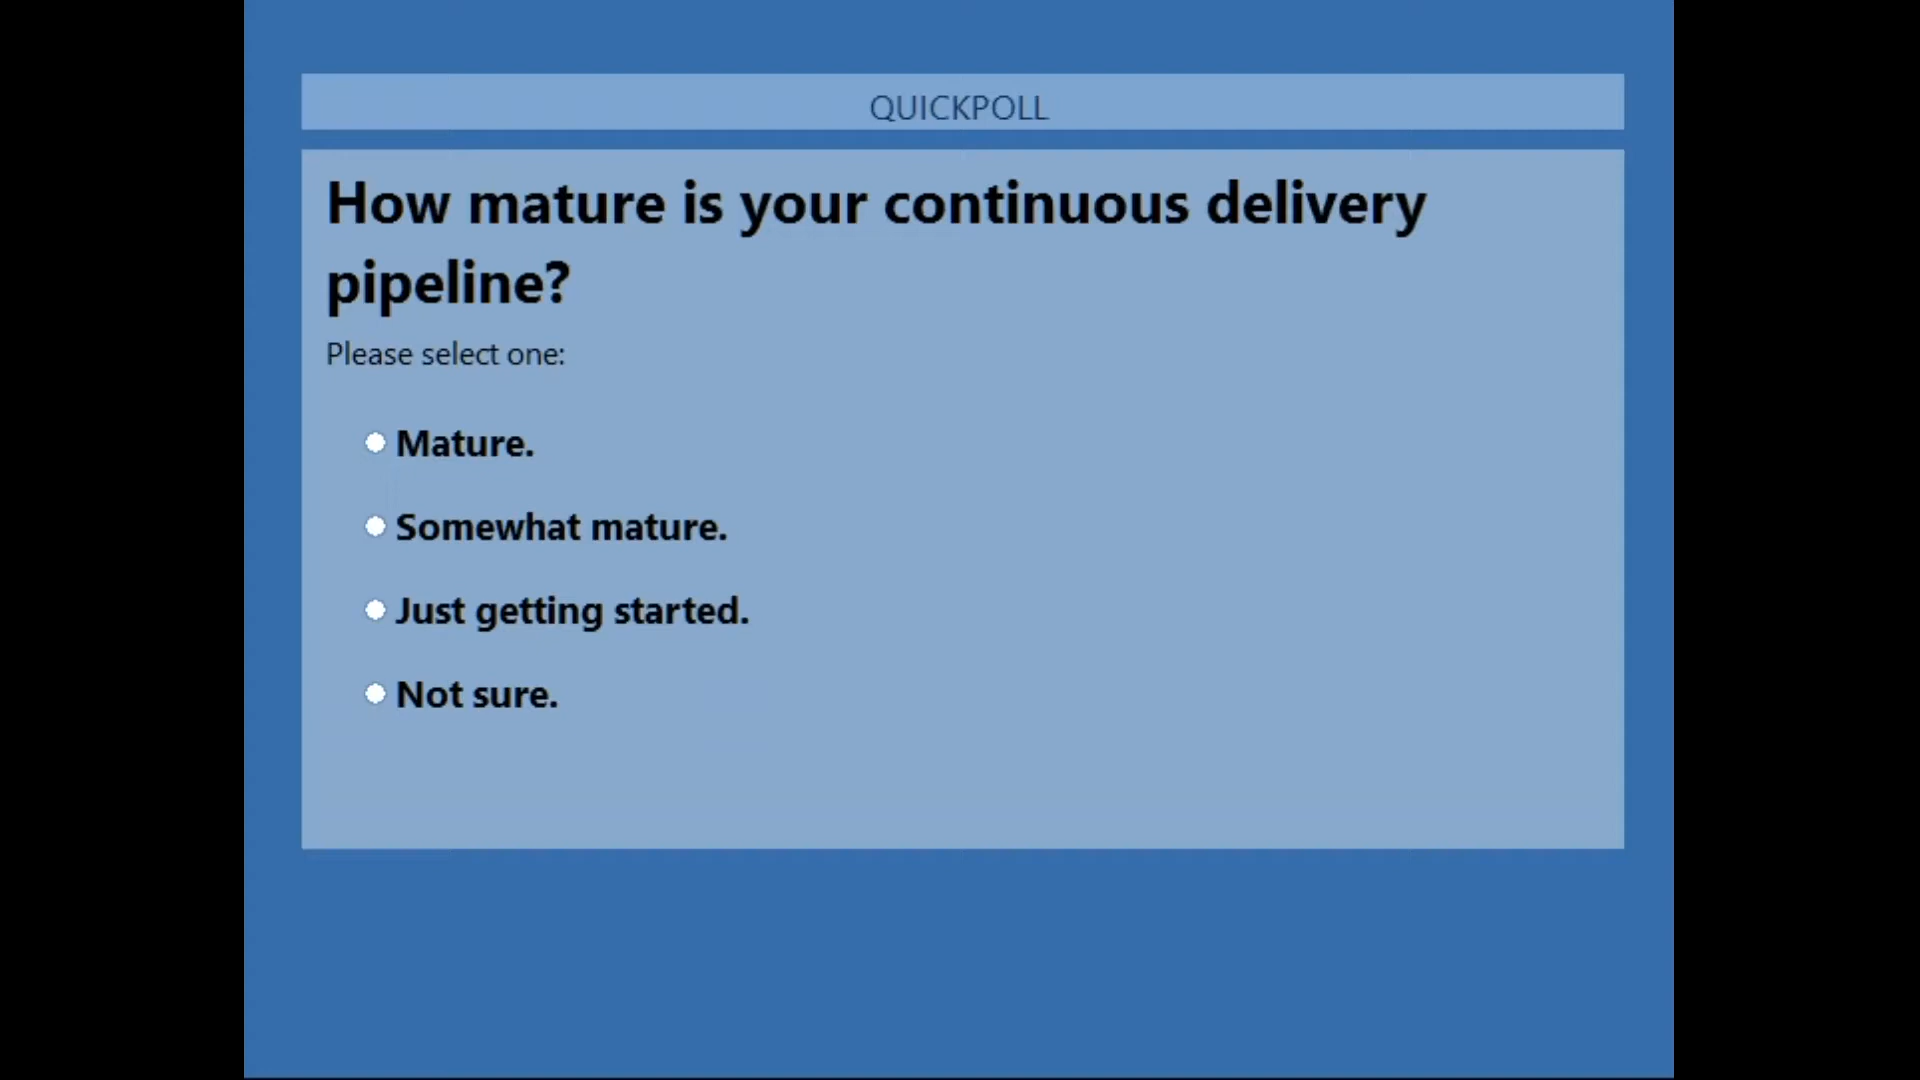 QUICKPOLL
How mature is your continuous delivery
pipeline?
Please select one:
Mature.
Somewhat mature.
Just getting started.
Not sure.